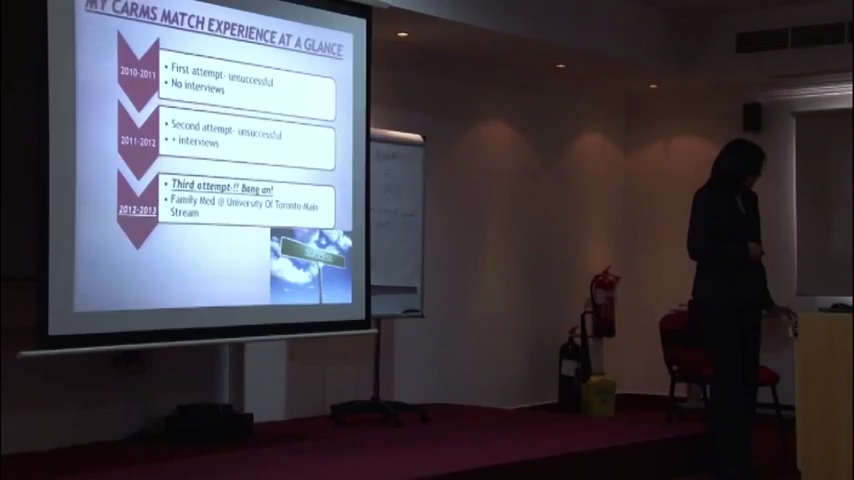 MY CARMS MATCH EXPERIENCE AT A GLANCE
2010-2011
• First attempt- unsuccessful
• No interviews
2011-2012
• Second attempt- unsuccessful
• + interviews
2012-2013
• Third attempt-!! Bang on!
• Family Med @ University Of Toronto-Main
Stream